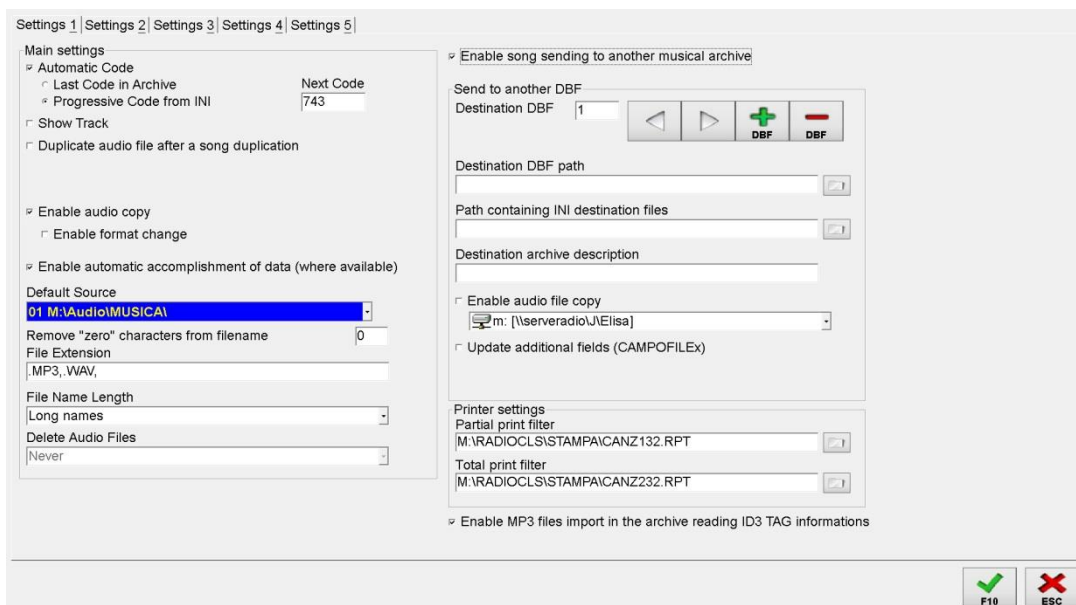 Settings 1 Settings 2 Settings 3 Settings 4 Settings 5
Main settings
Automatic Code
Last Code in Archive
Next Code
Progressive Code from INI
743
Show Track
Duplicate audio file after a song duplication
Enable audio copy
Enable format change
Enable automatic accomplishment of data (where available)
Default Source
01 M:\Audio\MUSICA\
Remove "zero" characters from filename
0
File Extension
.MP3,.WAV,
File Name Length
Long names
Delete Audio Files
Never
Enable song sending to another musical archive
Send to another DBF
Destination DBF
1
DBF
DBF
Destination DBF path
Path containing INI destination files
Destination archive description
Enable audio file copy
m: [\\serveradio\J\Elisa]
Update additional fields (CAMPOFILEx)
Printer settings
Partial print filter
M:\RADIOCLS\STAMPA\CANZ132.RPT
Total print filter
M:\RADIOCLS\STAMPA\CANZ232.RPT
Enable MP3 files import in the archive reading ID3 TAG informations
F10
ESC